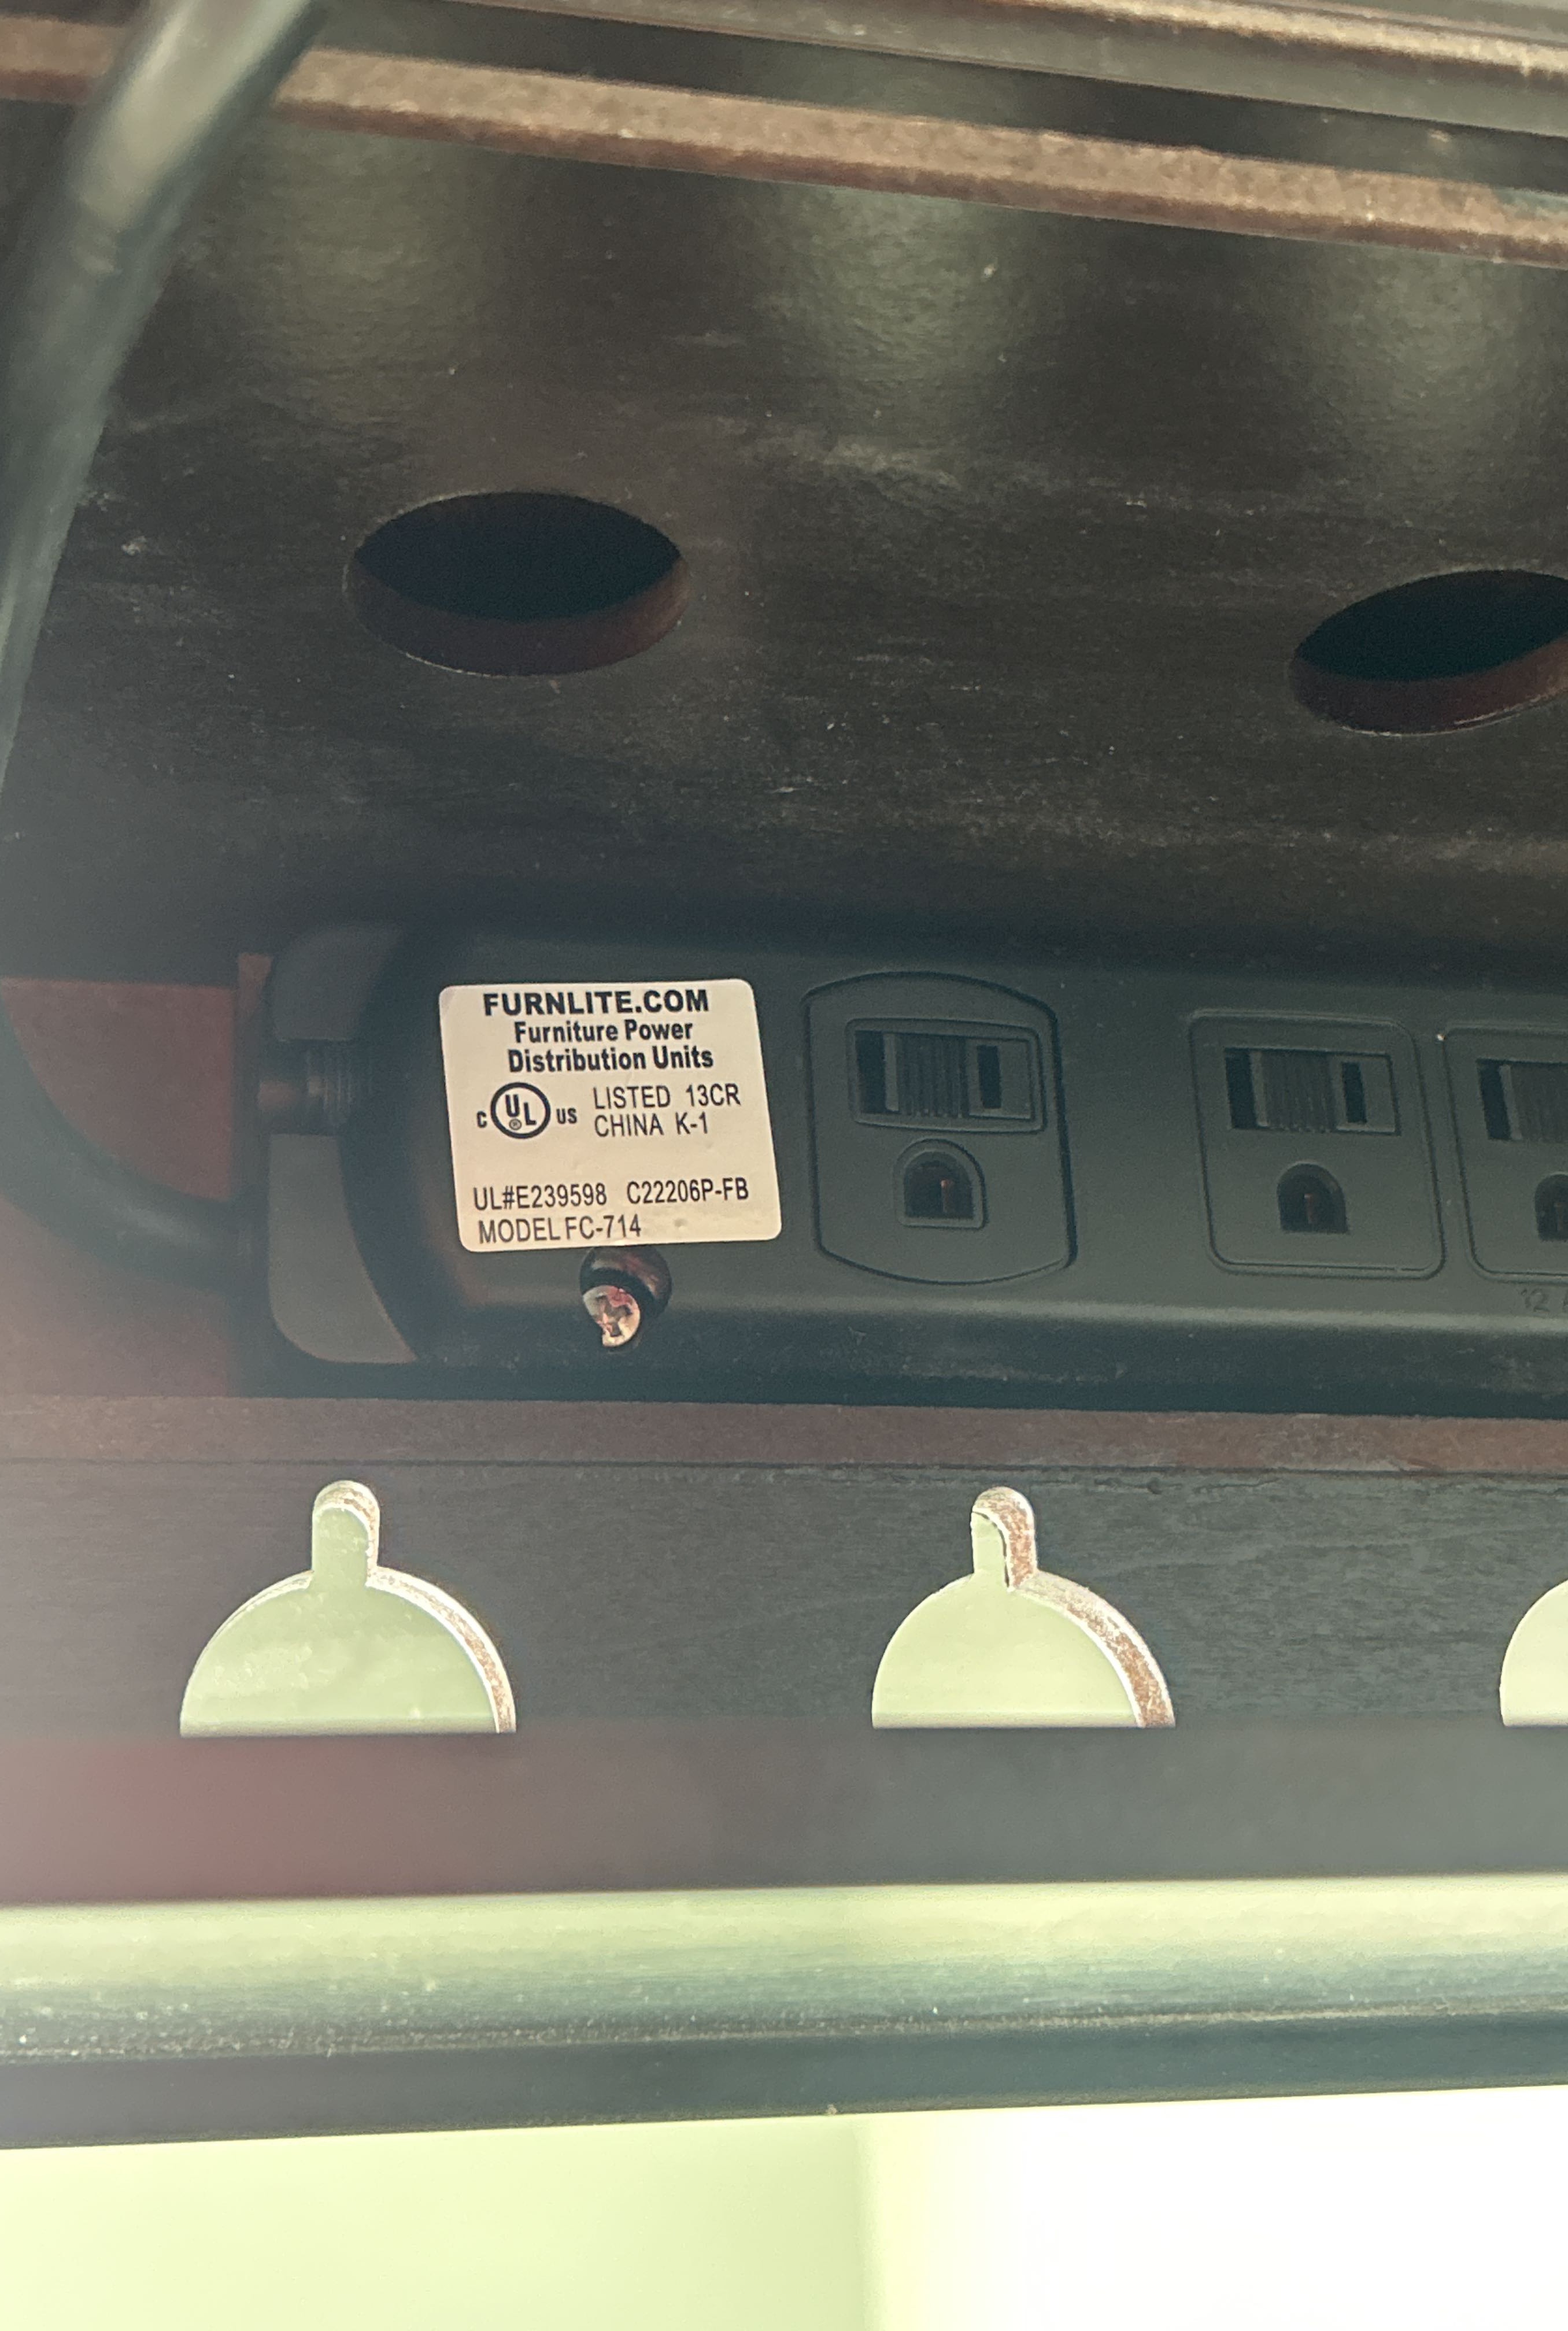 FURNLITE.COM
Furniture Power
Distribution Units
C UL ® US LISTED 13CR
CHINA K-1
UL#E239598 C22206P-FB
MODEL FC-714
12